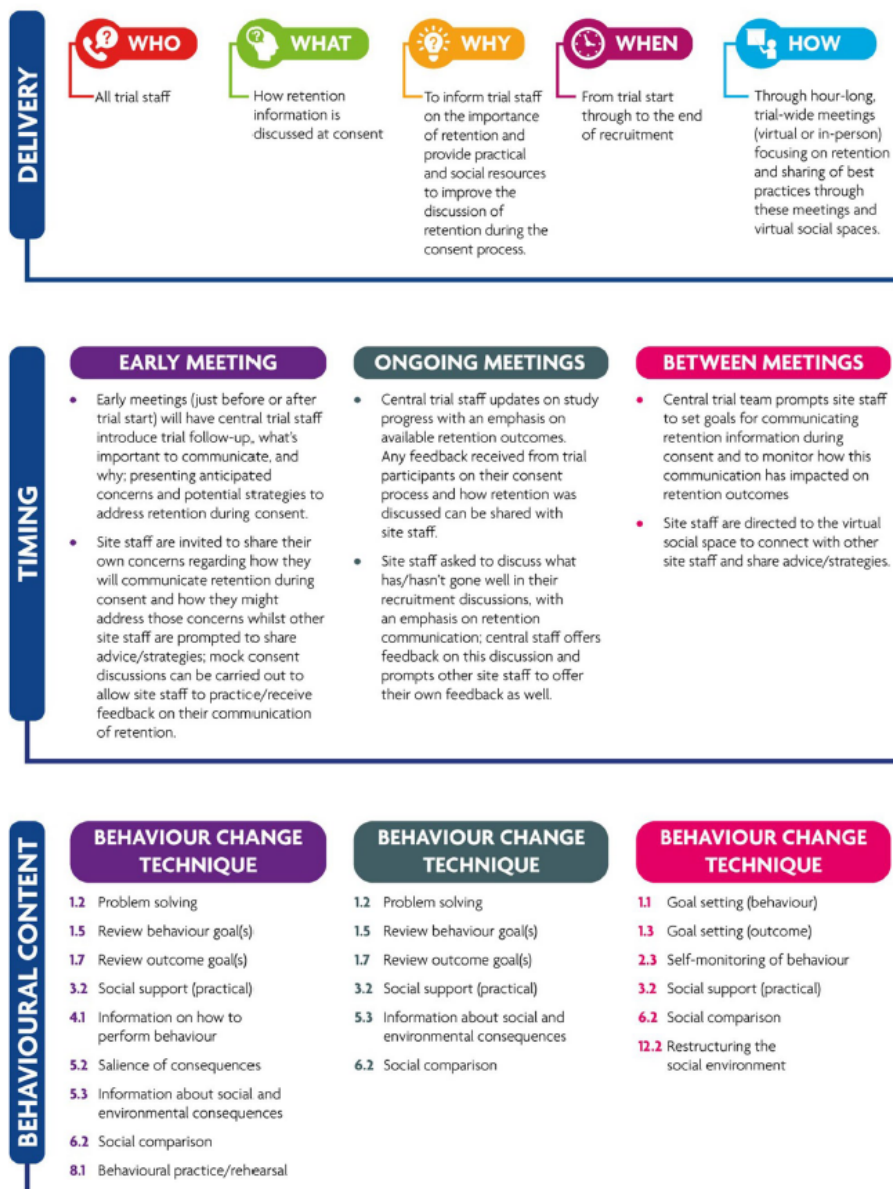 DELIVERY
WHO
All trial staff
WHAT
How retention
information is
discussed at consent
WHY
To inform trial staff
on the importance
of retention and
provide practical
and social resources
to improve the
discussion of
retention during the
consent process.
WHEN
From trial start
through to the end
of recruitment
HOW
Through hour-long,
trial-wide meetings
(virtual or in-person)
focusing on retention
and sharing of best
practices through
these meetings and
virtual social spaces.
TIMING
EARLY MEETING
• Early meetings (just before or after
trial start) will have central trial staff
introduce trial follow-up, what's
important to communicate, and
why; presenting anticipated
concerns and potential strategies to
address retention during consent.
• Site staff are invited to share their
own concerns regarding how they
will communicate retention during
consent and how they might
address those concerns whilst other
site staff are prompted to share
advice/strategies; mock consent
discussions can be carried out to
allow site staff to practice/receive
feedback on their communication
of retention.
ONGOING MEETINGS
• Central trial staff updates on study
progress with an emphasis on
available retention outcomes.
Any feedback received from trial
participants on their consent
process and how retention was
discussed can be shared with
site staff.
• Site staff asked to discuss what
has/hasn't gone well in their
recruitment discussions, with
an emphasis on retention
communication; central staff offers
feedback on this discussion and
prompts other site staff to offer
their own feedback as well.
BETWEEN MEETINGS
• Central trial team prompts site staff
to set goals for communicating
retention information during
consent and to monitor how this
communication has impacted on
retention outcomes
• Site staff are directed to the virtual
social space to connect with other
site staff and share advice/strategies.
BEHAVIOURAL CONTENT
BEHAVIOUR CHANGE
TECHNIQUE
1.2 Problem solving
1.5 Review behaviour goal(s)
1.7 Review outcome goal(s)
3.2 Social support (practical)
4.1 Information on how to
perform behaviour
5.2 Salience of consequences
5.3 Information about social and
environmental consequences
6.2 Social comparison
8.1 Behavioural practice/rehearsal
BEHAVIOUR CHANGE
TECHNIQUE
1.2 Problem solving
1.5 Review behaviour goal(s)
1.7 Review outcome goal(s)
3.2 Social support (practical)
5.3 Information about social and
environmental consequences
6.2 Social comparison
BEHAVIOUR CHANGE
TECHNIQUE
1.1 Goal setting (behaviour)
1.3 Goal setting (outcome)
2.3 Self-monitoring of behaviour
3.2 Social support (practical)
6.2 Social comparison
12.2 Restructuring the
social environment